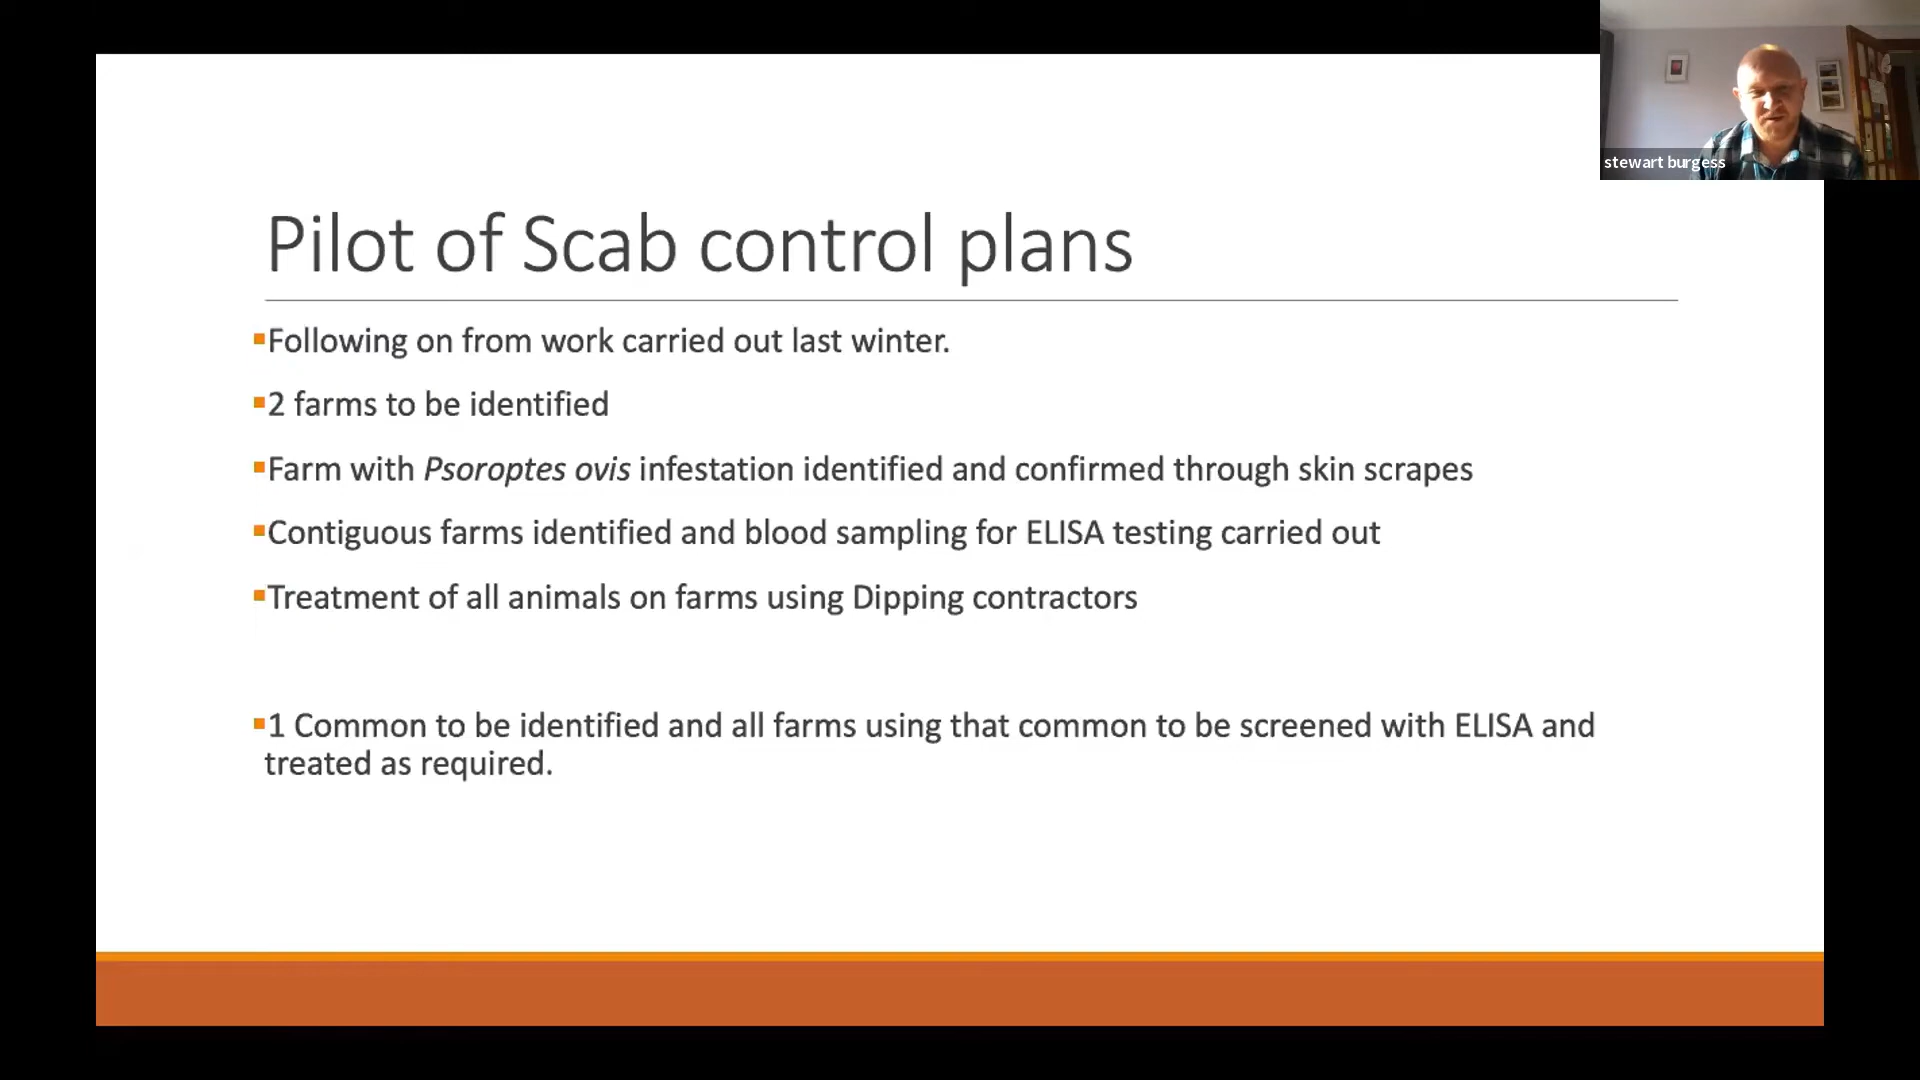 stewart burgess
Pilot of Scab control plans
▪Following on from work carried out last winter.
▪2 farms to be identified
▪Farm with Psoroptes ovis infestation identified and confirmed through skin scrapes
▪Contiguous farms identified and blood sampling for ELISA testing carried out
▪Treatment of all animals on farms using Dipping contractors
▪1 Common to be identified and all farms using that common to be screened with ELISA and
treated as required.